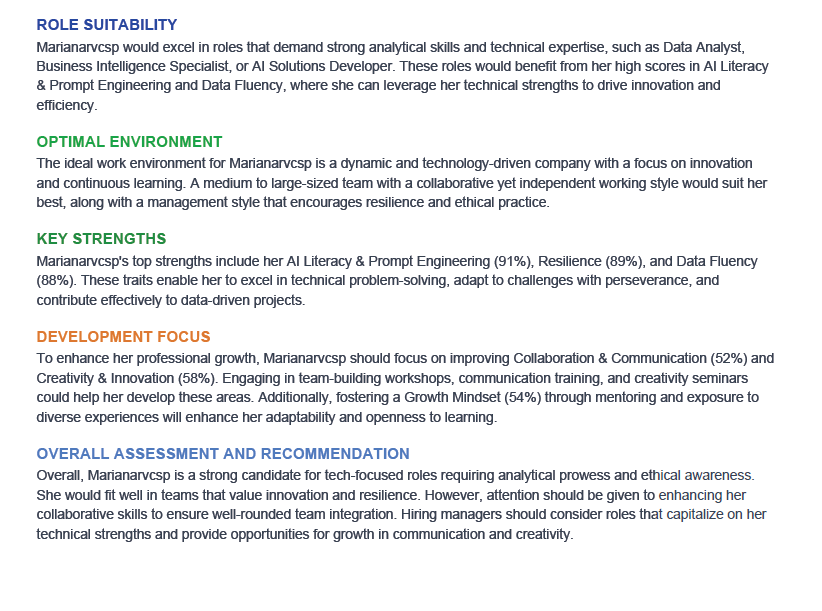 ROLE SUITABILITY
Marianarvcsp would excel in roles that demand strong analytical skills and technical expertise, such as Data Analyst,
Business Intelligence Specialist, or AI Solutions Developer. These roles would benefit from her high scores in AI Literacy
& Prompt Engineering and Data Fluency, where she can leverage her technical strengths to drive innovation and
efficiency.
OPTIMAL ENVIRONMENT
The ideal work environment for Marianarvcsp is a dynamic and technology-driven company with a focus on innovation
and continuous learning. A medium to large-sized team with a collaborative yet independent working style would suit her
best, along with a management style that encourages resilience and ethical practice.
KEY STRENGTHS
Marianarvcsp's top strengths include her AI Literacy & Prompt Engineering (91%), Resilience (89%), and Data Fluency
(88%). These traits enable her to excel in technical problem-solving, adapt to challenges with perseverance, and
contribute effectively to data-driven projects.
DEVELOPMENT FOCUS
To enhance her professional growth, Marianarvcsp should focus on improving Collaboration & Communication (52%) and
Creativity & Innovation (58%). Engaging in team-building workshops, communication training, and creativity seminars
could help her develop these areas. Additionally, fostering a Growth Mindset (54%) through mentoring and exposure to
diverse experiences will enhance her adaptability and openness to learning.
OVERALL ASSESSMENT AND RECOMMENDATION
Overall, Marianarvcsp is a strong candidate for tech-focused roles requiring analytical prowess and ethical awareness.
She would fit well in teams that value innovation and resilience. However, attention should be given to enhancing her
collaborative skills to ensure well-rounded team integration. Hiring managers should consider roles that capitalize on her
technical strengths and provide opportunities for growth in communication and creativity.